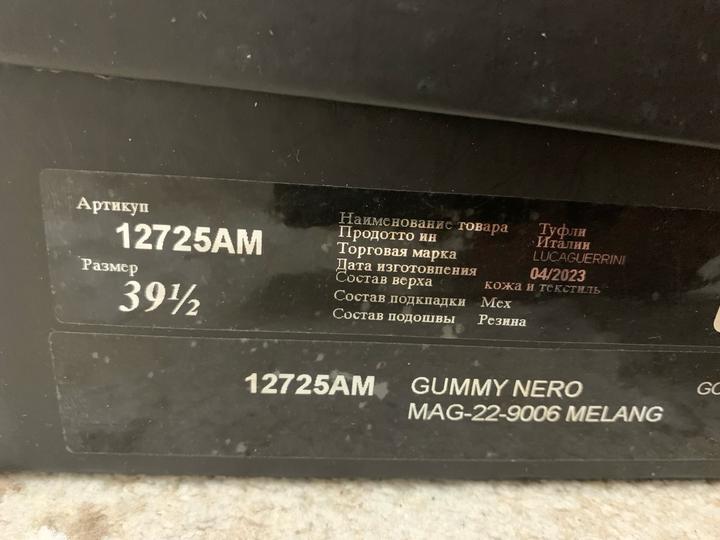 Артикул
12725AM
Размер
39½
Наименование товара Туфли
Продотто ин Италии
Торговая марка LUCAGUERRINI
Дата изготовпения 04/2023
Состав верха кожа и текстиль
Состав подкпадки Мех
Состав подошвы Резина
12725AM GUMMY NERO
MAG-22-9006 MELANG